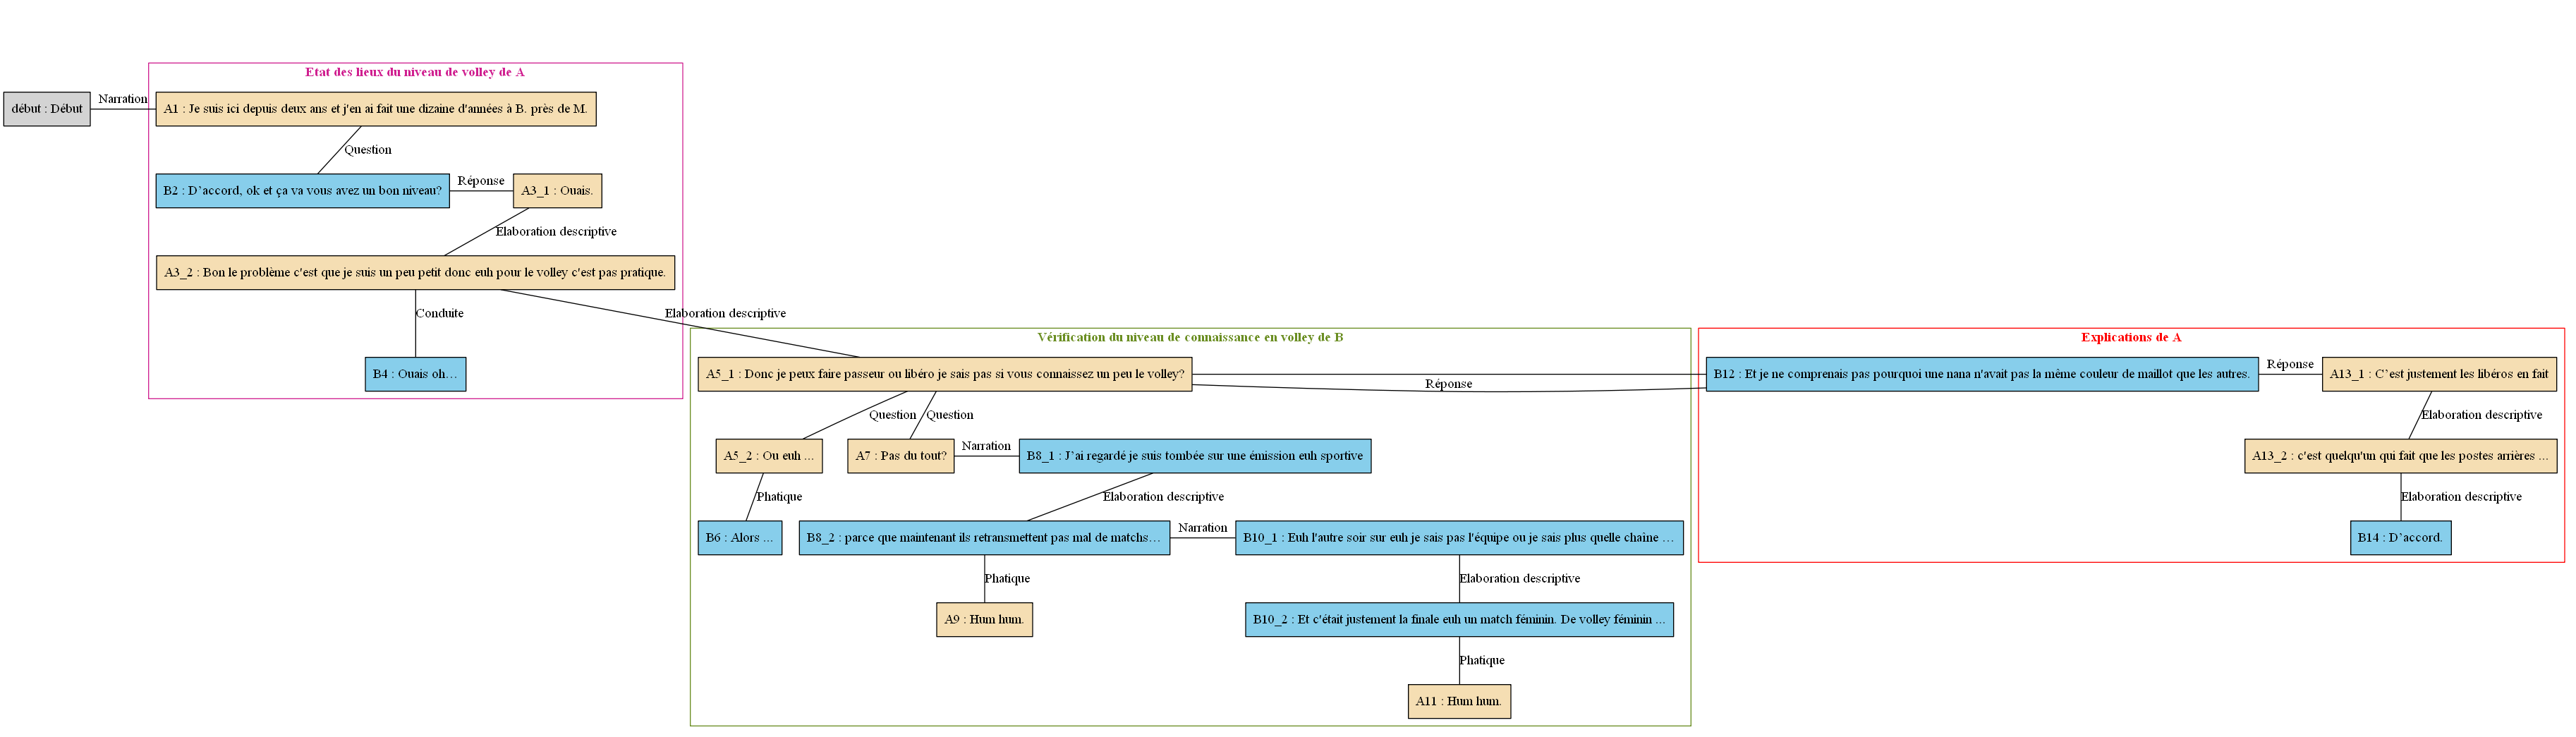 Etat des lieux du niveau de volley de A
début : Début
Narration
A1 : Je suis ici depuis deux ans et j'en ai fait une dizaine d'années à B. près de M.
Question
B2 : D’accord, ok et ça va vous avez un bon niveau?
Réponse
A3_1 : Ouais.
Elaboration descriptive
A3_2 : Bon le problème c'est que je suis un peu petit donc euh pour le volley c'est pas pratique.
Conduite
Elaboration descriptive
B4 : Ouais oh…
Vérification du niveau de connaissance en volley de B
A5_1 : Donc je peux faire passeur ou libéro je sais pas si vous connaissez un peu le volley?
Réponse
Question
Question
A5_2 : Ou euh ...
A7 : Pas du tout?
Narration
B8_1 : J’ai regardé je suis tombée sur une émission euh sportive
Phatique
Elaboration descriptive
B6 : Alors ...
B8_2 : parce que maintenant ils retransmettent pas mal de matchs…
Narration
B10_1 : Euh l'autre soir sur euh je sais pas l'équipe ou je sais plus quelle chaîne …
Phatique
Elaboration descriptive
A9 : Hum hum.
B10_2 : Et c'était justement la finale euh un match féminin. De volley féminin ...
Phatique
A11 : Hum hum.
Explications de A
B12 : Et je ne comprenais pas pourquoi une nana n'avait pas la même couleur de maillot que les autres.
Réponse
A13_1 : C’est justement les libéros en fait
Elaboration descriptive
A13_2 : c'est quelqu'un qui fait que les postes arrières ...
Elaboration descriptive
B14 : D’accord.